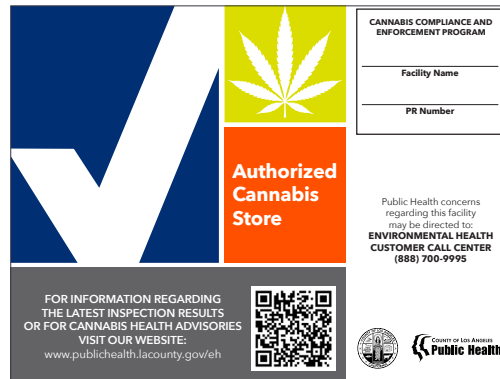 CANNABIS COMPLIANCE AND
ENFORCEMENT PROGRAM
Facility Name
PR Number
Authorized
Cannabis
Store
Public Health concerns
regarding this facility
may be directed to:
ENVIRONMENTAL HEALTH
CUSTOMER CALL CENTER
(888) 700-9995
FOR INFORMATION REGARDING
THE LATEST INSPECTION RESULTS
OR FOR CANNABIS HEALTH ADVISORIES
VISIT OUR WEBSITE:
www.publichealth.lacounty.gov/eh
COUNTY OF LOS ANGELES
Public Health